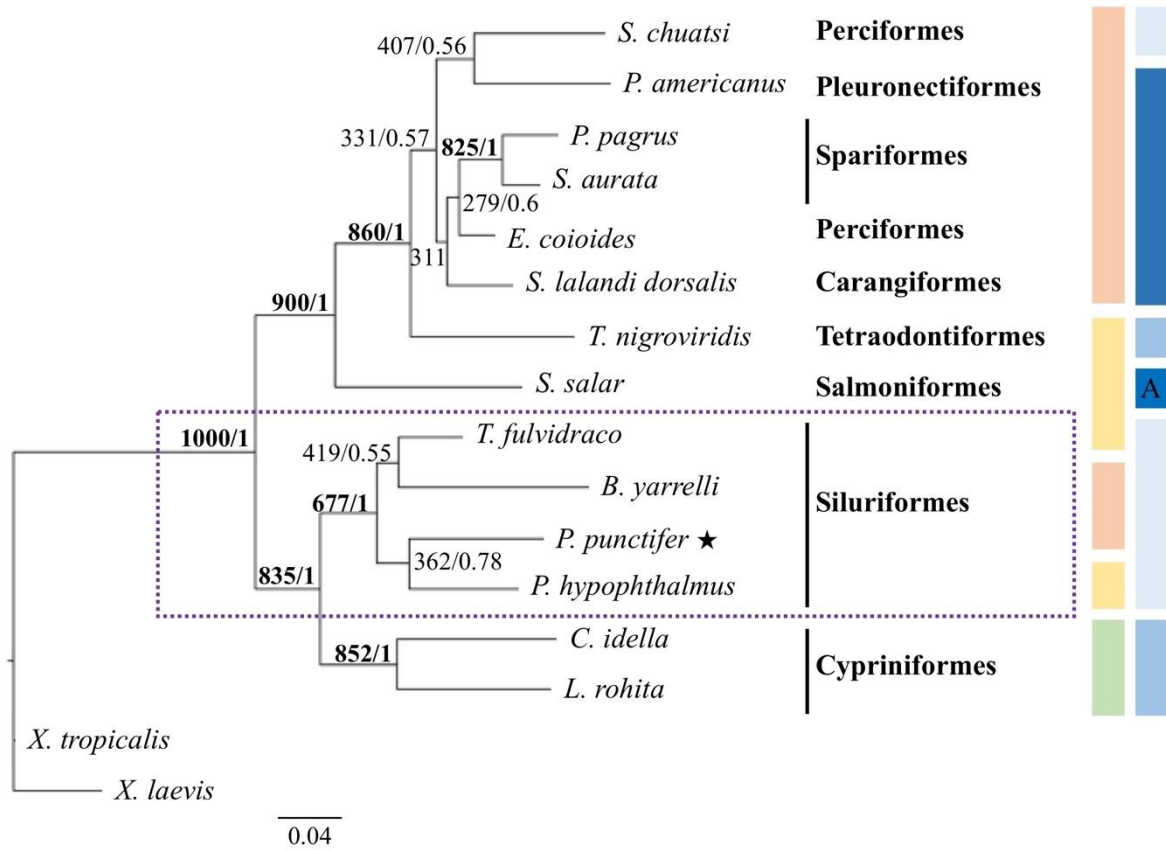 407/0.56
S. chuatsi Perciformes
P. americanus Pleuronectiformes
331/0.57
825/1
P. pagrus
Spariformes
S. aurata
279/0.6
860/1
311
E. coioides Perciformes
S. lalandi dorsalis Carangiformes
900/1
T. nigroviridis Tetraodontiformes
S. salar Salmoniformes
A
1000/1
419/0.55
T. fulvidraco
B. yarrelli
677/1
Siluriformes
P. punctifer ★
362/0.78
835/1
P. hypophthalmus
C. idella
852/1
Cypriniformes
L. rohita
X. tropicalis
X. laevis
0.04